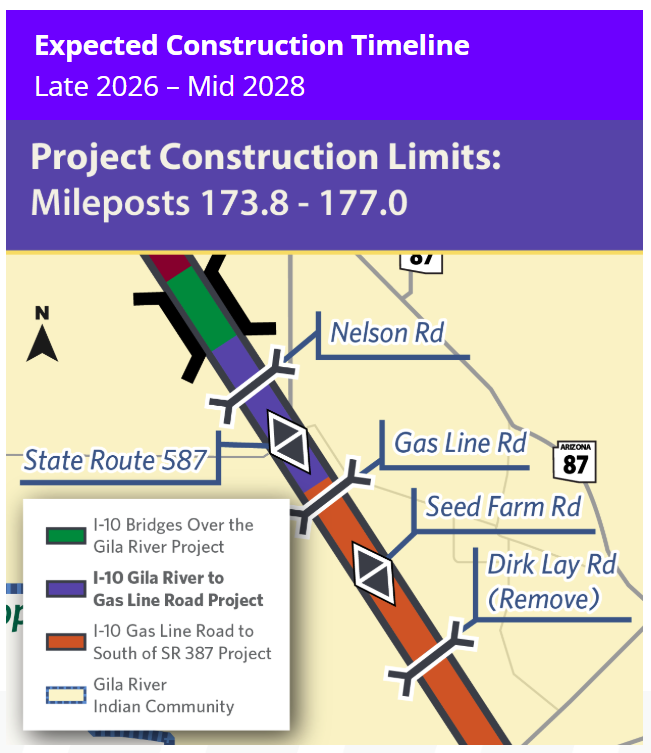 Expected Construction Timeline
Late 2026 – Mid 2028
Project Construction Limits:
Mileposts 173.8 - 177.0
87
N
Nelson Rd
State Route 587
Gas Line Rd
ARIZONA
87
Seed Farm Rd
Dirk Lay Rd
(Remove)
I-10 Bridges Over the
Gila River Project
I-10 Gila River to
Gas Line Road Project
I-10 Gas Line Road to
South of SR 387 Project
Gila River
Indian Community